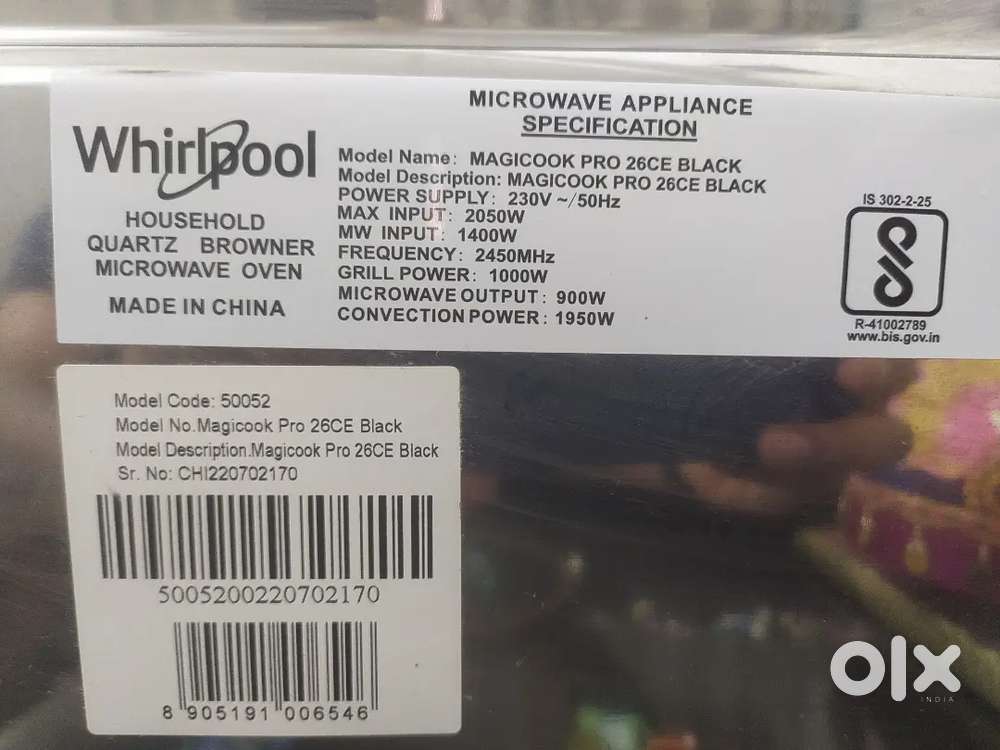 MICROWAVE APPLIANCE
SPECIFICATION
Whirlpool
HOUSEHOLD
QUARTZ BROWNER
MICROWAVE OVEN
MADE IN CHINA
Model Name: MAGICOOK PRO 26CE BLACK
Model Description: MAGICOOK PRO 26CE BLACK
POWER SUPPLY: 230V ~/50Hz
MAX INPUT: 2050W
MW INPUT: 1400W
FREQUENCY: 2450MHz
GRILL POWER: 1000W
MICROWAVE OUTPUT: 900W
CONVECTION POWER: 1950W
IS 302-2-25
R-41002789
www.bis.gov.in
Model Code: 50052
Model No.Magicook Pro 26CE Black
Model Description.Magicook Pro 26CE Black
Sr. No: CHI220702170
5005200220702170
8 905191 006546
olx
INDIA